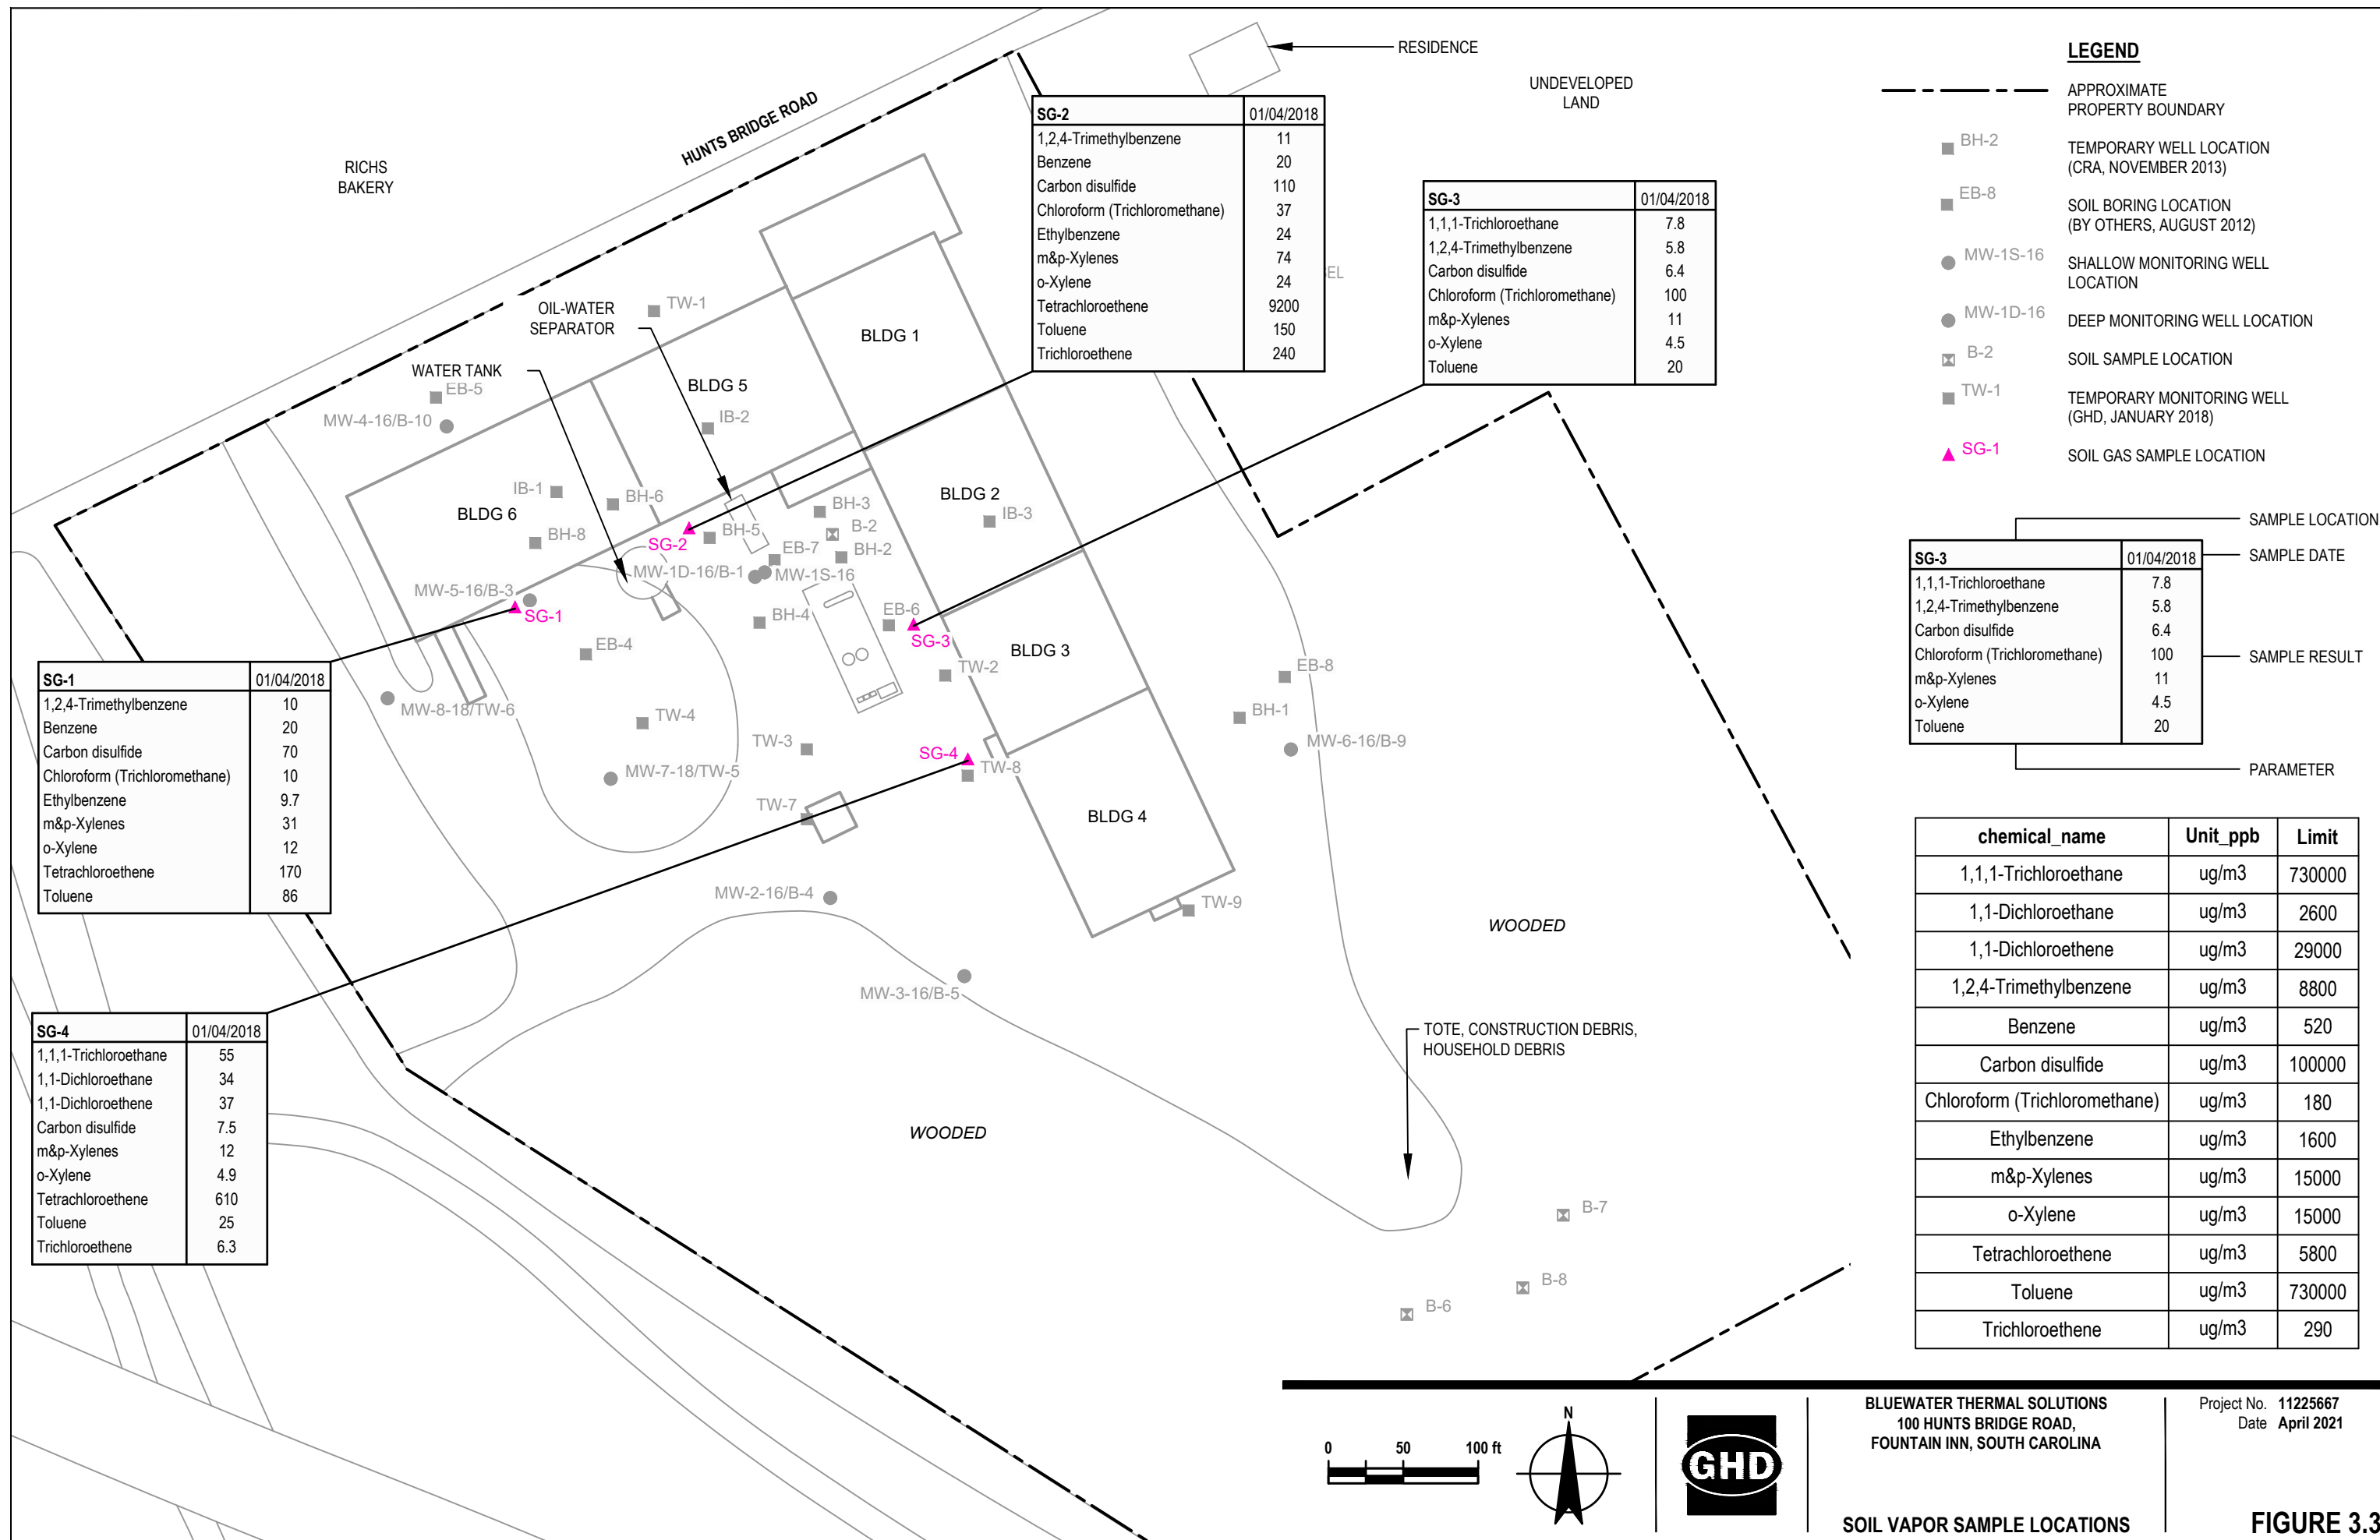 RESIDENCE
UNDEVELOPED
LAND
HUNTS BRIDGE ROAD
RICHS
BAKERY
SG-2 01/04/2018
1,2,4-Trimethylbenzene 11
Benzene 20
Carbon disulfide 110
Chloroform (Trichloromethane) 37
Ethylbenzene 24
m&p-Xylenes 74
o-Xylene 24
Tetrachloroethene 9200
Toluene 150
Trichloroethene 240
SG-3 01/04/2018
1,1,1-Trichloroethane 7.8
1,2,4-Trimethylbenzene 5.8
Carbon disulfide 6.4
Chloroform (Trichloromethane) 100
m&p-Xylenes 11
o-Xylene 4.5
Toluene 20
OIL-WATER
SEPARATOR
TW-1
WATER TANK
BLDG 1
BLDG 5
EB-5
MW-4-16/B-10
IB-2
IB-1
BH-6
BLDG 6
BH-8
BLDG 2
IB-3
BH-3
B-2
BH-5
SG-2
EB-7
BH-2
MW-1D-16/B-1
MW-1S-16
MW-5-16/B-3
SG-1
BH-4
EB-6
SG-3
EB-4
BLDG 3
TW-2
EB-8
BH-1
MW-6-16/B-9
MW-8-18/TW-6
TW-4
TW-3
SG-4
TW-8
MW-7-18/TW-5
TW-7
BLDG 4
MW-2-16/B-4
TW-9
MW-3-16/B-5
WOODED
WOODED
TOTE, CONSTRUCTION DEBRIS,
HOUSEHOLD DEBRIS
B-7
B-8
B-6
SG-1 01/04/2018
1,2,4-Trimethylbenzene 10
Benzene 20
Carbon disulfide 70
Chloroform (Trichloromethane) 10
Ethylbenzene 9.7
m&p-Xylenes 31
o-Xylene 12
Tetrachloroethene 170
Toluene 86
SG-4 01/04/2018
1,1,1-Trichloroethane 55
1,1-Dichloroethane 34
1,1-Dichloroethene 37
Carbon disulfide 7.5
m&p-Xylenes 12
o-Xylene 4.9
Tetrachloroethene 610
Toluene 25
Trichloroethene 6.3
LEGEND
APPROXIMATE
PROPERTY BOUNDARY
BH-2 TEMPORARY WELL LOCATION
(CRA, NOVEMBER 2013)
EB-8 SOIL BORING LOCATION
(BY OTHERS, AUGUST 2012)
MW-1S-16 SHALLOW MONITORING WELL
LOCATION
MW-1D-16 DEEP MONITORING WELL LOCATION
B-2 SOIL SAMPLE LOCATION
TW-1 TEMPORARY MONITORING WELL
(GHD, JANUARY 2018)
SG-1 SOIL GAS SAMPLE LOCATION
SAMPLE LOCATION
SG-3 01/04/2018 SAMPLE DATE
1,1,1-Trichloroethane 7.8
1,2,4-Trimethylbenzene 5.8
Carbon disulfide 6.4
Chloroform (Trichloromethane) 100 SAMPLE RESULT
m&p-Xylenes 11
o-Xylene 4.5
Toluene 20
PARAMETER
chemical_name Unit_ppb Limit
1,1,1-Trichloroethane ug/m3 730000
1,1-Dichloroethane ug/m3 2600
1,1-Dichloroethene ug/m3 29000
1,2,4-Trimethylbenzene ug/m3 8800
Benzene ug/m3 520
Carbon disulfide ug/m3 100000
Chloroform (Trichloromethane) ug/m3 180
Ethylbenzene ug/m3 1600
m&p-Xylenes ug/m3 15000
o-Xylene ug/m3 15000
Tetrachloroethene ug/m3 5800
Toluene ug/m3 730000
Trichloroethene ug/m3 290
0 50 100 ft
N
GHD
BLUEWATER THERMAL SOLUTIONS
100 HUNTS BRIDGE ROAD,
FOUNTAIN INN, SOUTH CAROLINA
SOIL VAPOR SAMPLE LOCATIONS
Project No. 11225667
Date April 2021
FIGURE 3.3